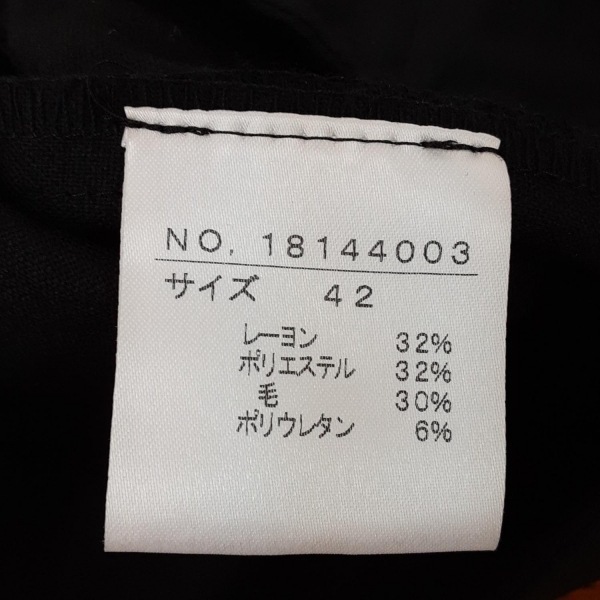 NO. 18144003
サイズ 42
レーヨン 32%
ポリエステル 32%
毛 30%
ポリウレタン 6%